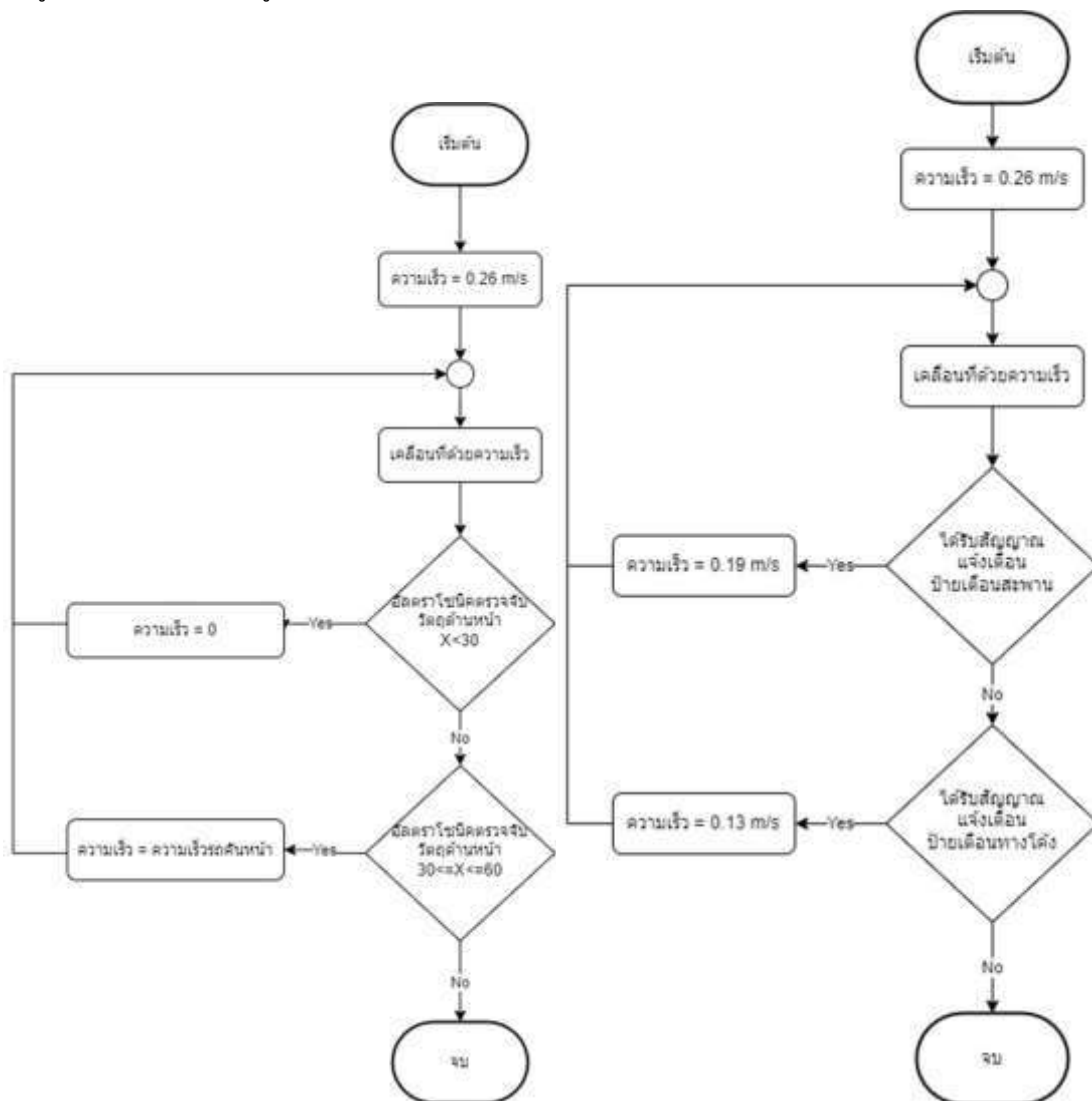 เริ่มต้น
ความเร็ว = 0.26 m/s
เคลื่อนที่ด้วยความเร็ว
อัลตราโซนิคตรวจจับ
วัตถุด้านหน้า
X<30
Yes
ความเร็ว = 0
No
อัลตราโซนิคตรวจจับ
วัตถุด้านหน้า
30<=X<=60
Yes
ความเร็ว = ความเร็วรถคันหน้า
No
จบ
เริ่มต้น
ความเร็ว = 0.26 m/s
เคลื่อนที่ด้วยความเร็ว
ได้รับสัญญาณ
แจ้งเตือน
ป้ายเตือนสะพาน
Yes
ความเร็ว = 0.19 m/s
No
ได้รับสัญญาณ
แจ้งเตือน
ป้ายเตือนทางโค้ง
Yes
ความเร็ว = 0.13 m/s
No
จบ